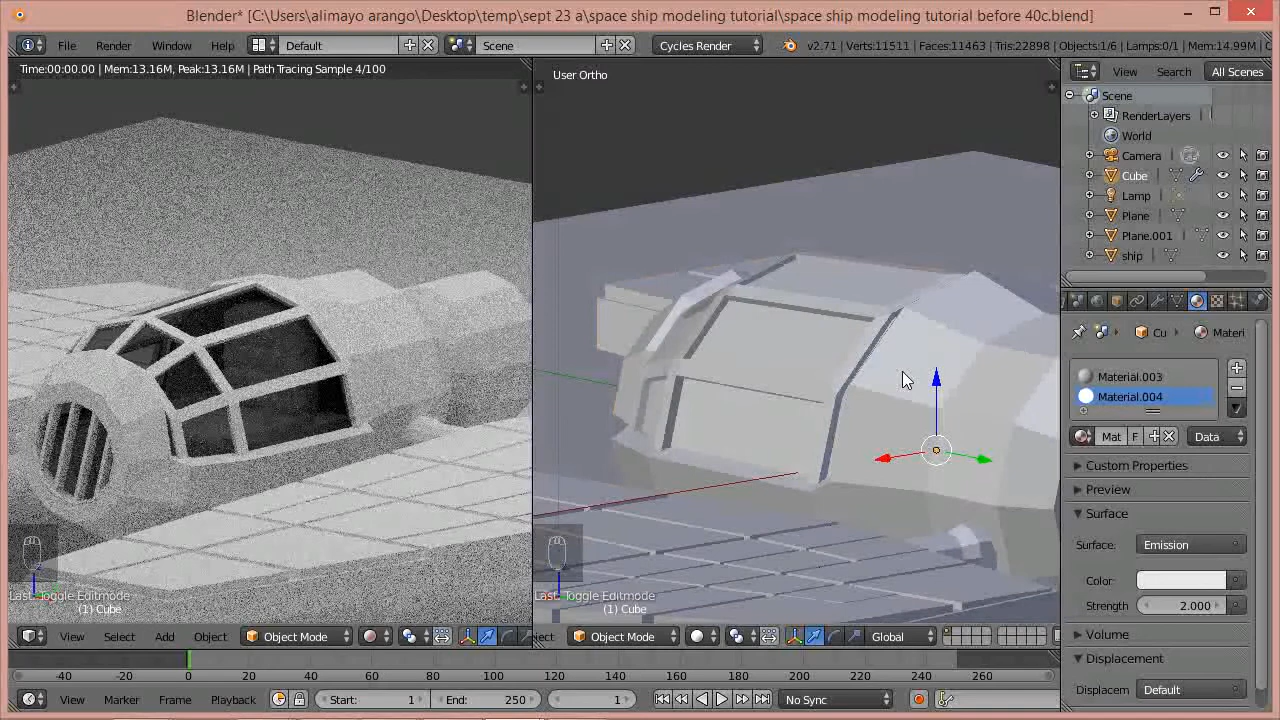 Blender* [C:\Users\alimayo arango\Desktop\temp\sept 23 a\space ship modeling tutorial\space ship modeling tutorial before 40c.blend]
File Render Window Help Default Scene Cycles Render v2.71 | Verts:11511 | Faces:11463 | Tris:22898 | Objects:1/6 | Lamps:0/1 | Mem:14.99M
Time:00:00.00 | Mem:13.16M, Peak:13.16M | Path Tracing Sample 4/100
User Ortho
View Search All Scenes
Scene
RenderLayers
World
Camera
Cube
Lamp
Plane
Plane.001
ship
Cu Materi
Material.003
Material.004
Mat F Data
Custom Properties
Preview
Surface
Surface: Emission
Color:
Strength 2.000
Volume
Displacement
Displacem Default
Last: Toggle Editmode
(1) Cube
Last: Toggle Editmode
(1) Cube
View Select Add Object Object Mode
ject Object Mode Global
-40 -20 0 20 40 60 80 100 120 140 160 180 200 220 240 260
View Marker Frame Playback Start: 1 End: 250 1 No Sync